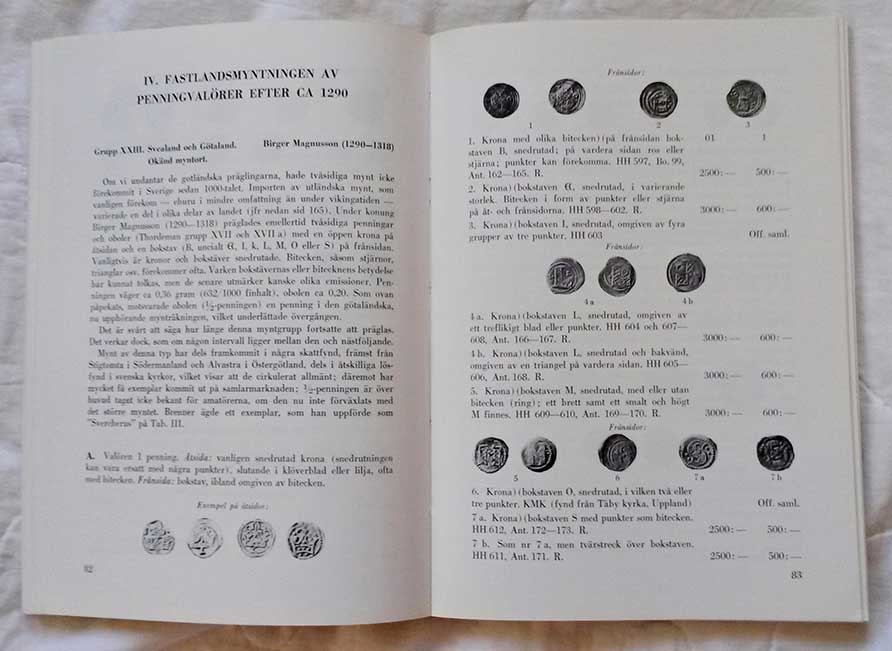 IV. FASTLANDSMYNTNINGEN AV
PENNINGVALÖRER EFTER CA 1290
Grupp XXIII. Svealand och Götaland. Birger Magnusson (1290—1318)
Okänd myntort.
Om vi undantar de gotländska präglingarna, hade tvåsidiga mynt icke
förekommit i Sverige sedan 1000-talet. Importen av utländska mynt, som
vanligen förekom — ehuru i mindre omfattning än under vikingatiden —
varierade en del i olika delar av landet (jfr nedan sid 165). Under konung
Birger Magnusson (1290—1318) präglades emellertid tvåsidiga penningar
och oboler (Thordeman grupp XVII och XVII a) med en öppen krona på
åtsidan och en bokstav (B, uncialt Є, I, k, L, M, O eller S) på frånsidan.
Vanligtvis är kronor och bokstäver snedrutade. Bitecken, såsom stjärnor,
trianglar osv. förekommer ofta. Varken bokstävernas eller biteckn​ens betydelse
har kunnat tolkas, men de senare utmärker kanske olika emissioner. Pen-
ningen väger ca 0,36 gram (632/1000 finhalt), obolen ca 0,20. Som ovan
påpekats, motsvarade obolen (½-penningen) en penning i den götaländska,
nu upphörande mynträkningen, vilket underlättade övergången.
Det är svårt att säga hur länge denna myntgrupp fortsatte att präglas.
Det verkar dock, som om något intervall ligger mellan den och nästföljande.
Mynt av denna typ har dels framkommit i några skattfynd, främst från
Stigtomta i Södermanland och Alvastra i Östergötland, dels i åtskilliga lös-
fynd i svenska kyrkor, vilket visar att de cirkulerat allmänt; däremot har
mycket få exemplar kommit ut på samlarmarknaden; ½-penningen är över
huvud taget icke bekant för amatörerna, om den nu inte förväxlats med
det större myntet. Brenner ägde ett exemplar, som han uppförde som
"Svercherus" på Tab. III.
A. Valören 1 penning. Åtsida: vanligen snedrutad krona (snedrutningen
kan vara ersatt med några punkter), slutande i klöverblad eller lilja, ofta
med bitecken. Frånsida: bokstav, ibland omgiven av bitecken.
Exempel på åtsidor:
82
Frånsidor:
1 2 3
1. Krona med olika bitecken)(på frånsidan bok- 01 1
staven B, snedrutad; på vardera sidan ros eller
stjärna; punkter kan förekomma. HH 597, Bo. 99,
Ant. 162—165. R. 2500: — 500: —
2. Krona)(bokstaven Є, snedrutad, i varierande
storlek. Bitecken i form av punkter eller stjärna
på åt- och frånsidorna. HH 598—602. R. 3000: — 600: —
3. Krona)(bokstaven I, snedrutad, omgiven av fyra
grupper av tre punkter. HH 603 Off. saml.
Frånsidor:
4 a 4 b
4 a. Krona)(bokstaven L, snedrutad, omgiven av
ett trefliktigt blad eller punkter. HH 604 och 607—
608, Ant. 166—167. R. 3000: — 600: —
4 b. Krona)(bokstaven L, snedrutad och bakvänd,
omgiven av en triangel på vardera sidan. HH 605—
606, Ant. 168. R. 3000: — 600: —
5. Krona)(bokstaven M, snedrutad, med eller utan
bitecken (ring); ett brett samt ett smalt och högt
M finnes. HH 609—610, Ant. 169—170. R. 3000: — 600: —
Frånsidor:
5 6 7 a 7 b
6. Krona)(bokstaven O, snedrutad, i vilken två eller
tre punkter. KMK (fynd från Täby kyrka, Uppland) Off. saml.
7 a. Krona)(bokstaven S med punkter som bitecken.
HH 612, Ant. 172—173. R. 2500: — 500: —
7 b. Som nr 7 a, men tvärstreck över bokstaven.
HH 611, Ant. 171. R. 2500: — 500: —
83